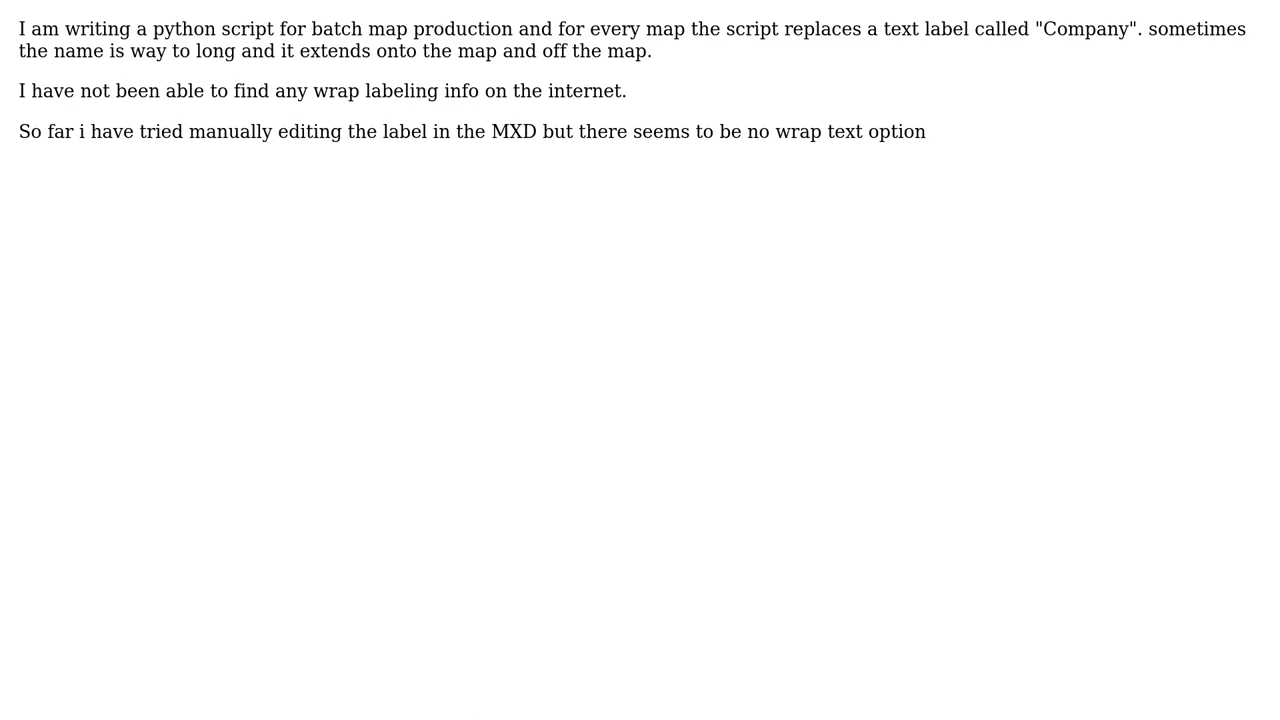 I am writing a python script for batch map production and for every map the script replaces a text label called "Company". sometimes
the name is way to long and it extends onto the map and off the map.
I have not been able to find any wrap labeling info on the internet.
So far i have tried manually editing the label in the MXD but there seems to be no wrap text option